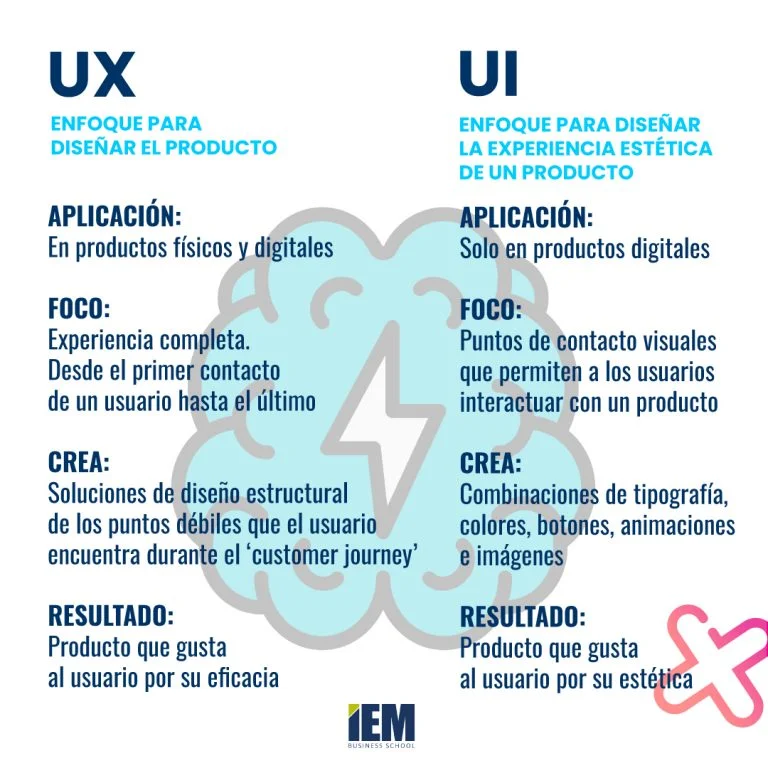 UX
ENFOQUE PARA
DISEÑAR EL PRODUCTO
APLICACIÓN:
En productos físicos y digitales
FOCO:
Experiencia completa.
Desde el primer contacto
de un usuario hasta el último
CREA:
Soluciones de diseño estructural
de los puntos débiles que el usuario
encuentra durante el ‘customer journey’
RESULTADO:
Producto que gusta
al usuario por su eficacia
UI
ENFOQUE PARA DISEÑAR
LA EXPERIENCIA ESTÉTICA
DE UN PRODUCTO
APLICACIÓN:
Solo en productos digitales
FOCO:
Puntos de contacto visuales
que permiten a los usuarios
interactuar con un producto
CREA:
Combinaciones de tipografía,
colores, botones, animaciones
e imágenes
RESULTADO:
Producto que gusta
al usuario por su estética
IEM
BUSINESS SCHOOL